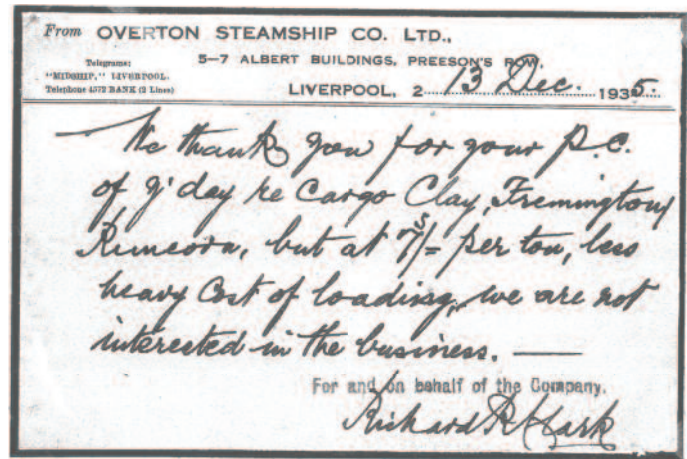 From OVERTON STEAMSHIP CO. LTD.,
5–7 ALBERT BUILDINGS, PREESON'S ROW,
Telegrams:
"MIDSHIP," LIVERPOOL.
Telephone 4572 BANK (2 Lines)
LIVERPOOL, 2 13 Dec. 1935.
We thank you for your P.C.
of y'day re Cargo Clay, Fremington/
Runcorn, but at /= per ton, less
heavy cost of loading, we are not
interested in the business. —
For and on behalf of the Company.
Richard R Clark